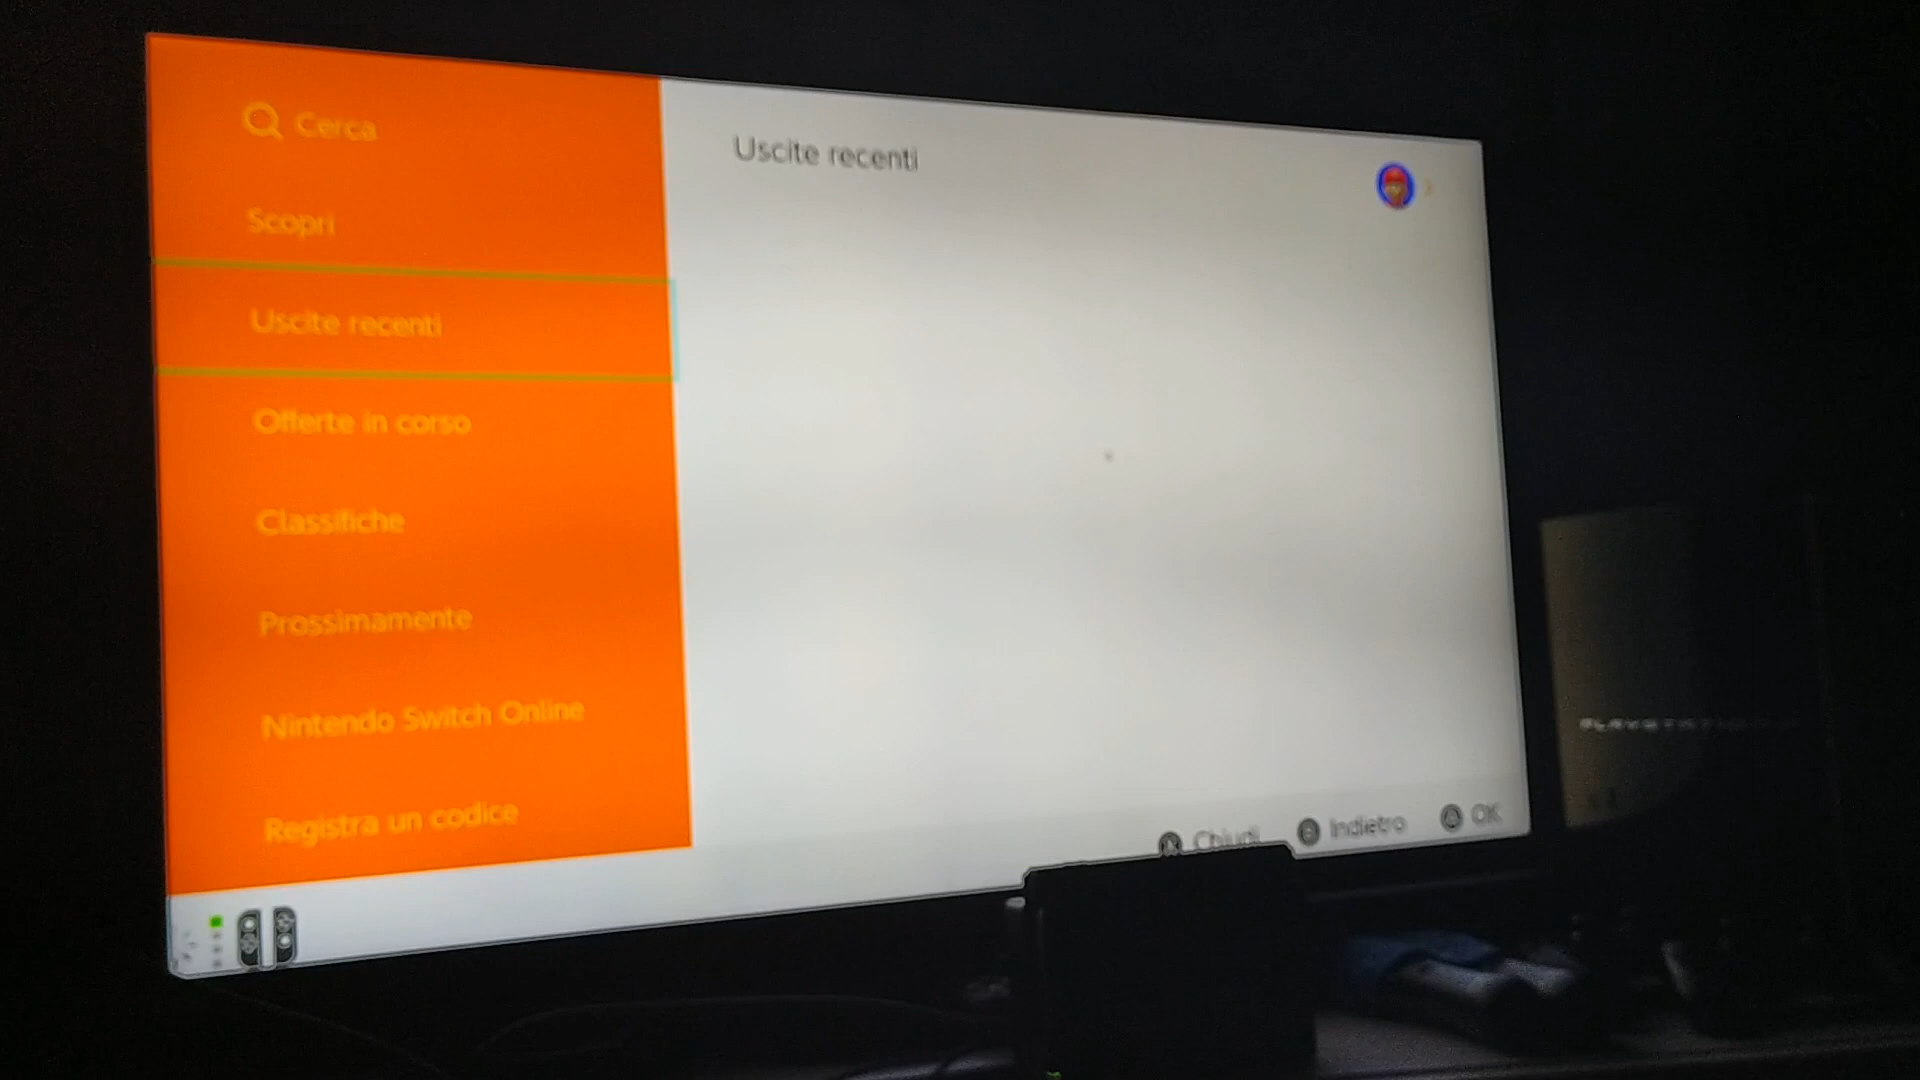 Cerca
Scopri
Uscite recenti
Offerte in corso
Classifiche
Prossimamente
Nintendo Switch Online
Registra un codice
Uscite recenti
Chiudi
Indietro
OK